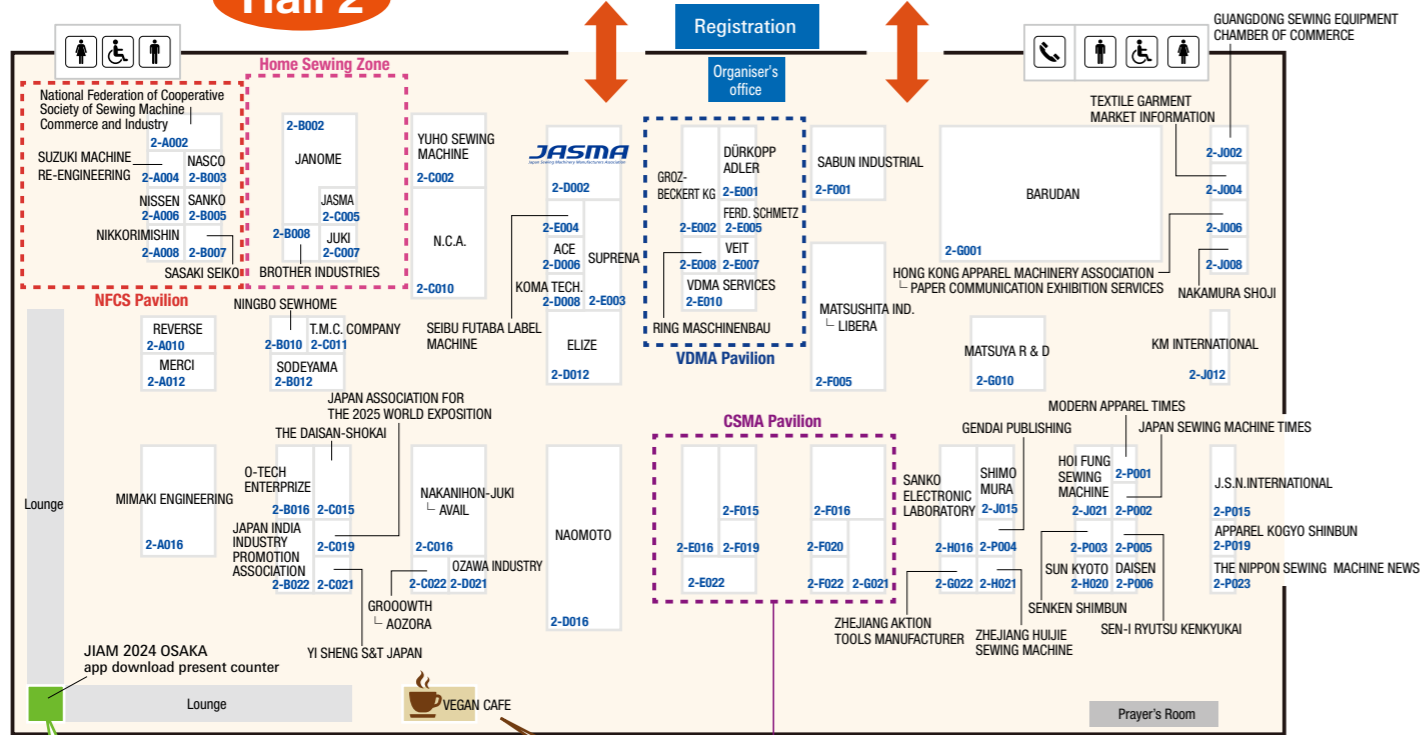 Hall 2
Registration
Organiser's
office
GUANGDONG SEWING EQUIPMENT
CHAMBER OF COMMERCE
Home Sewing Zone
National Federation of Cooperative
Society of Sewing Machine
Commerce and Industry
2-A002
SUZUKI MACHINE
RE-ENGINEERING
2-A004
NASCO
2-B003
NISSEN
2-A006
SANKO
2-B005
NIKKORIMISHIN
2-A008
2-B007
SASAKI SEIKO
NFCS Pavilion
2-B002
JANOME
JASMA
2-C005
2-B008
JUKI
2-C007
BROTHER INDUSTRIES
YUHO SEWING
MACHINE
2-C002
N.C.A.
2-C010
JASMA
Japan Sewing Machinery Manufacturers Association
2-D002
2-E004
ACE
2-D006
SUPRENA
KOMA TECH.
2-D008
2-E003
SEIBU FUTABA LABEL
MACHINE
ELIZE
2-D012
DÜRKOPP
ADLER
2-E001
GROZ-
BECKERT KG
2-E002
FERD. SCHMETZ
2-E005
VEIT
2-E008
2-E007
VDMA SERVICES
2-E010
RING MASCHINENBAU
VDMA Pavilion
SABUN INDUSTRIAL
2-F001
MATSUSHITA IND.
└ LIBERA
2-F005
BARUDAN
2-G001
TEXTILE GARMENT
MARKET INFORMATION
2-J002
2-J004
2-J006
2-J008
HONG KONG APPAREL MACHINERY ASSOCIATION
└ PAPER COMMUNICATION EXHIBITION SERVICES
NAKAMURA SHOJI
MATSUYA R & D
2-G010
KM INTERNATIONAL
2-J012
REVERSE
2-A010
MERCI
2-A012
NINGBO SEWHOME
2-B010
T.M.C. COMPANY
2-C011
SODEYAMA
2-B012
JAPAN ASSOCIATION FOR
THE 2025 WORLD EXPOSITION
THE DAISAN-SHOKAI
Lounge
MIMAKI ENGINEERING
2-A016
O-TECH
ENTERPRIZE
2-B016
2-C015
JAPAN INDIA
INDUSTRY
PROMOTION
ASSOCIATION
2-B022
2-C019
2-C021
YI SHENG S&T JAPAN
NAKANIHON-JUKI
└ AVAIL
2-C016
OZAWA INDUSTRY
2-C022
2-D021
GROOOWTH
└ AOZORA
NAOMOTO
2-D016
CSMA Pavilion
2-F015
2-E016
2-F019
2-E022
2-F016
2-F020
2-F022
2-G021
GENDAI PUBLISHING
SANKO
ELECTRONIC
LABORATORY
2-H016
SHIMO
MURA
2-J015
2-P004
2-G022
2-H021
ZHEJIANG AKTION
TOOLS MANUFACTURER
ZHEJIANG HUIJIE
SEWING MACHINE
MODERN APPAREL TIMES
JAPAN SEWING MACHINE TIMES
HOI FUNG
SEWING
MACHINE
2-J021
2-P001
2-P002
2-P003
2-P005
SUN KYOTO
2-H020
DAISEN
2-P006
SENKEN SHIMBUN
SEN-I RYUTSU KENKYUKAI
J.S.N.INTERNATIONAL
2-P015
APPAREL KOGYO SHINBUN
2-P019
THE NIPPON SEWING MACHINE NEWS
2-P023
JIAM 2024 OSAKA
app download present counter
Lounge
VEGAN CAFE
Prayer's Room